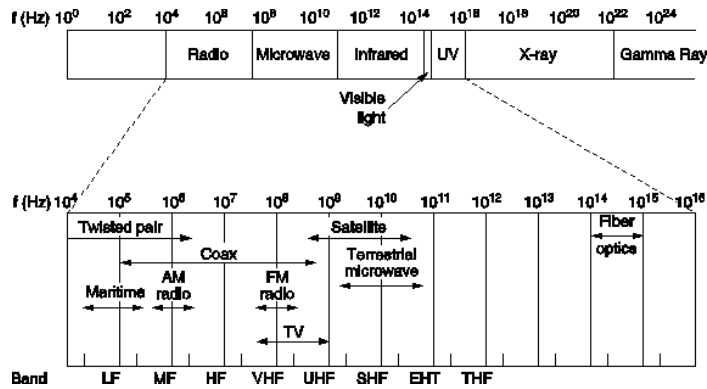 f (Hz) 10⁰ 10² 10⁴ 10⁶ 10⁸ 10¹⁰ 10¹² 10¹⁴ 10¹⁶ 10¹⁸ 10²⁰ 10²² 10²⁴
Radio Microwave Infrared UV X-ray Gamma Ray
Visible
light
f (Hz) 10⁴ 10⁵ 10⁶ 10⁷ 10⁸ 10⁹ 10¹⁰ 10¹¹ 10¹² 10¹³ 10¹⁴ 10¹⁵ 10¹⁶
Twisted pair
Satellite
Fiber
optics
Coax
Terrestrial
microwave
Maritime
AM
radio
FM
radio
TV
Band LF MF HF VHF UHF SHF EHT THF